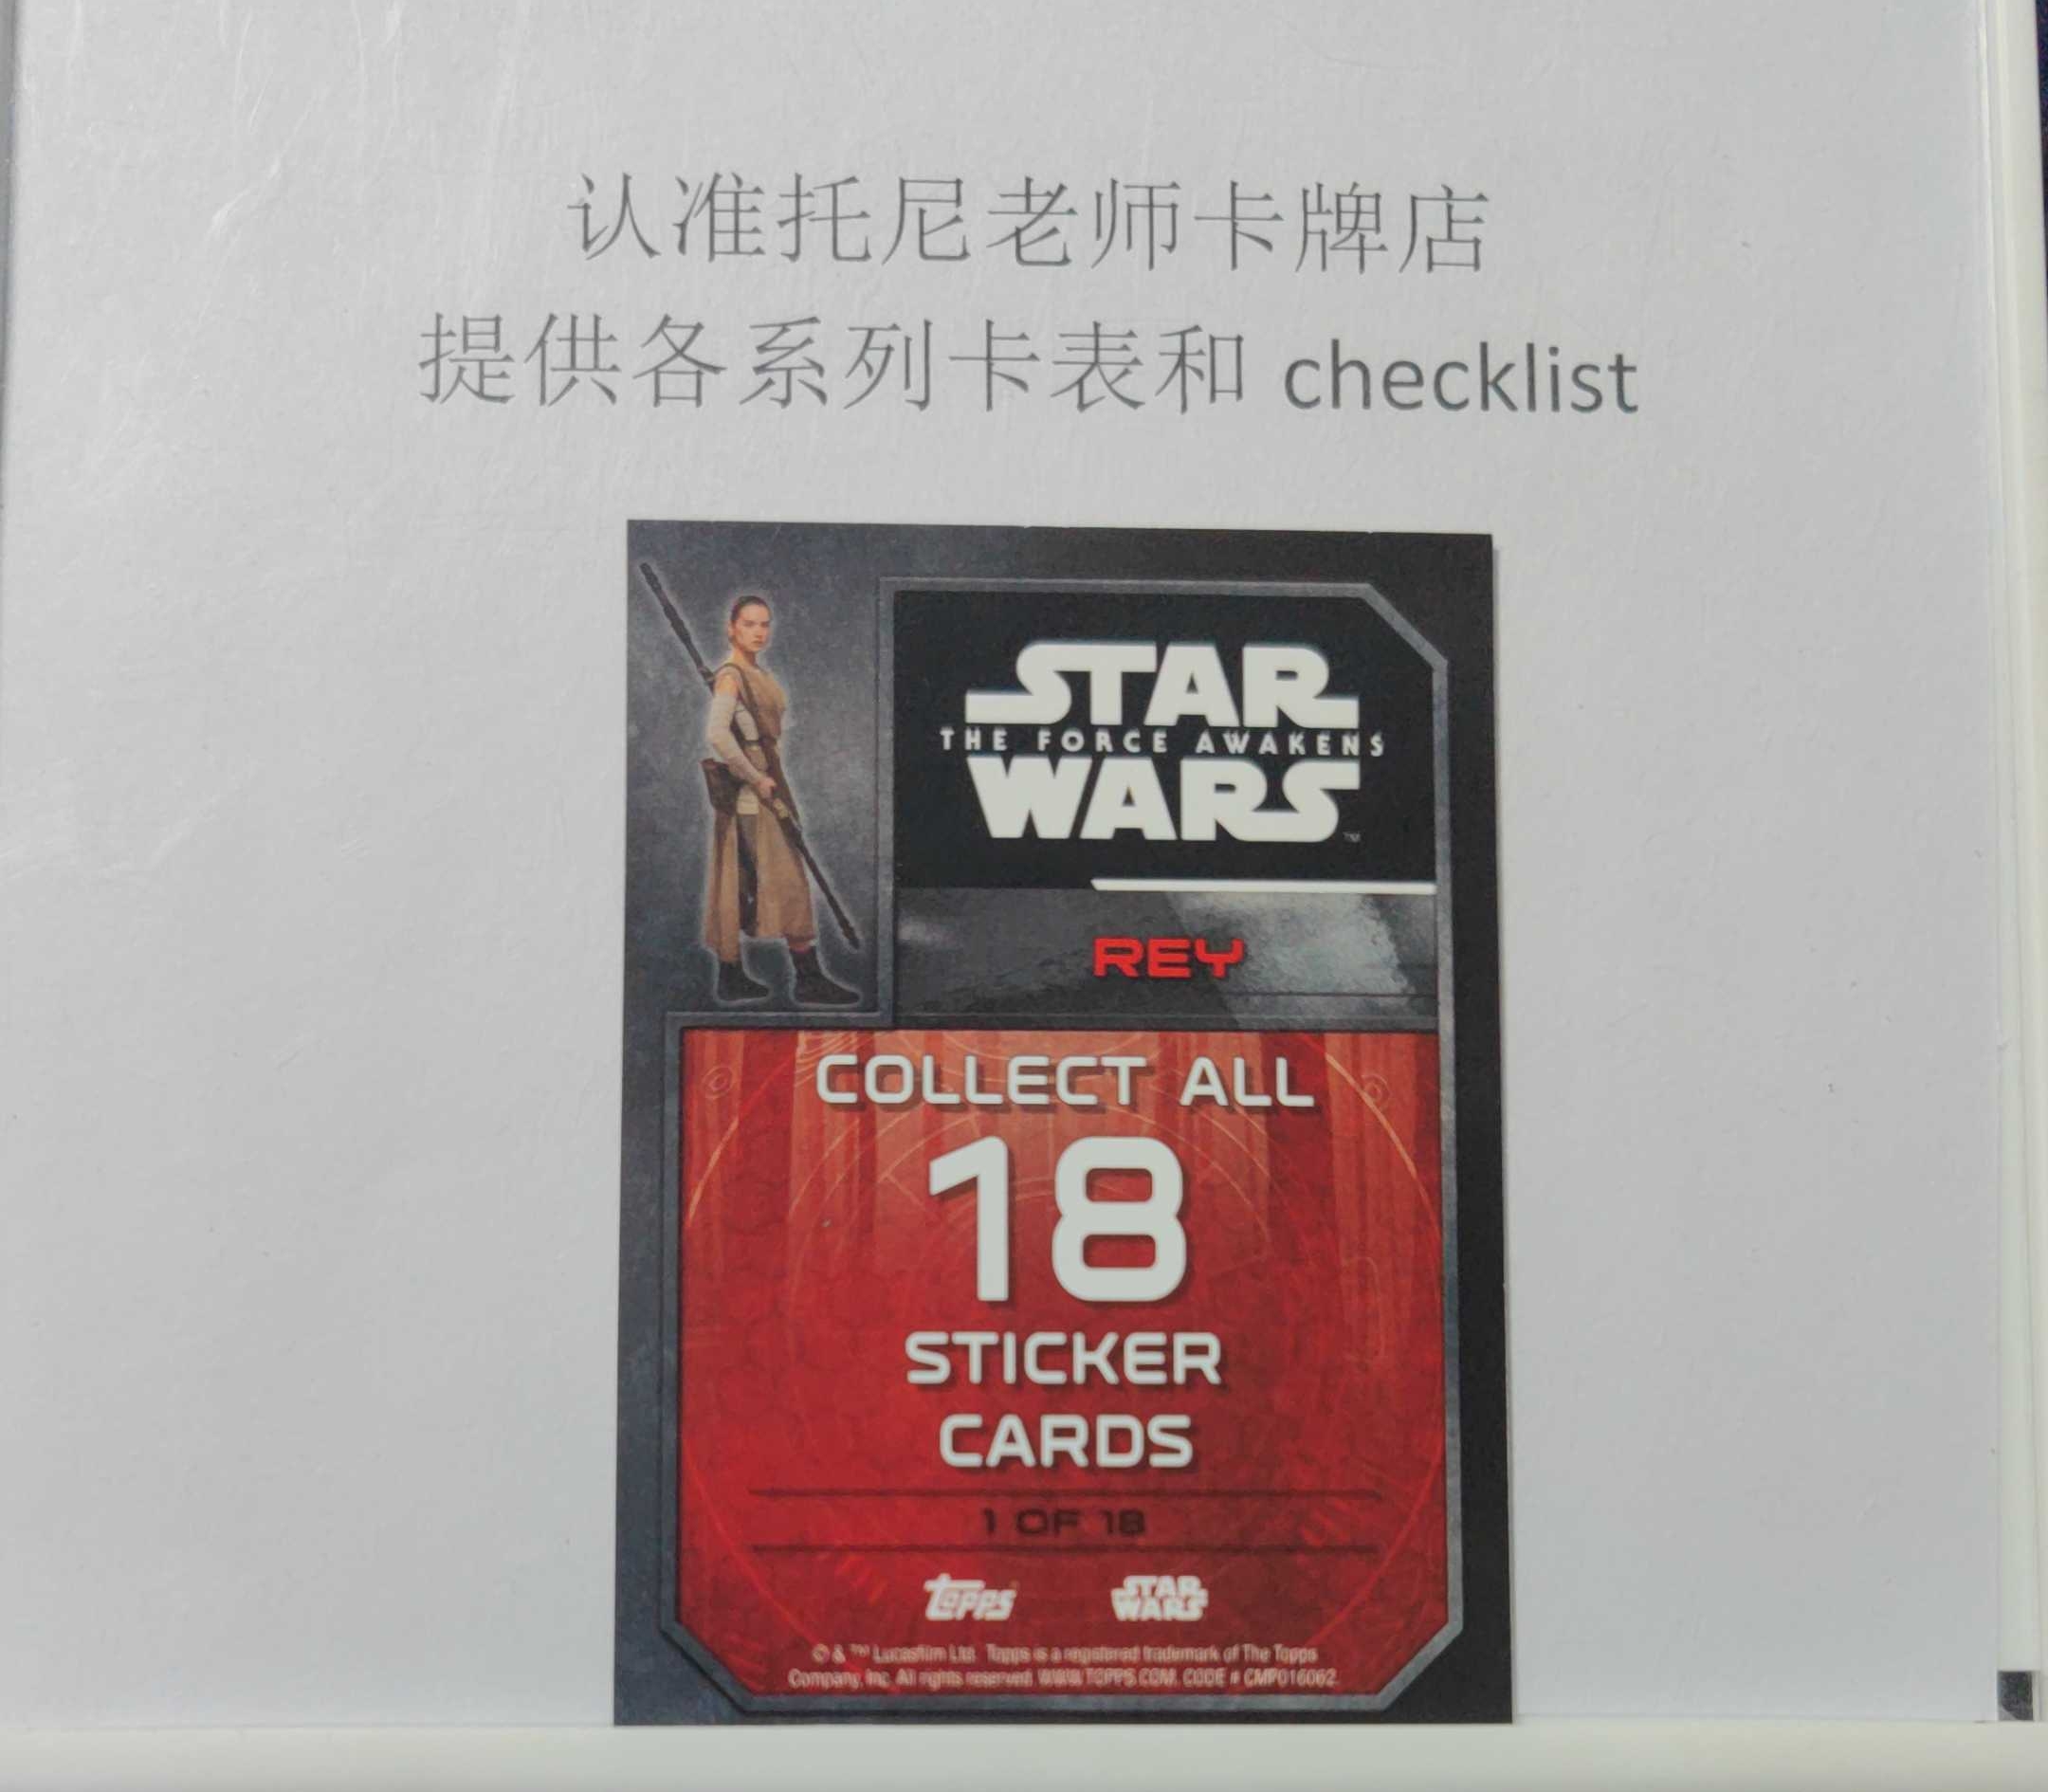 认准托尼老师卡牌店
提供各系列卡表和 checklist
STAR
THE FORCE AWAKENS
WARS
TM
REY
COLLECT ALL
18
STICKER
CARDS
1 OF 18
topps
STAR
WARS
© & ™ Lucasfilm Ltd. Topps is a registered trademark of The Topps
Company, Inc. All rights reserved. WWW.TOPPS.COM. CODE # CMP016062.